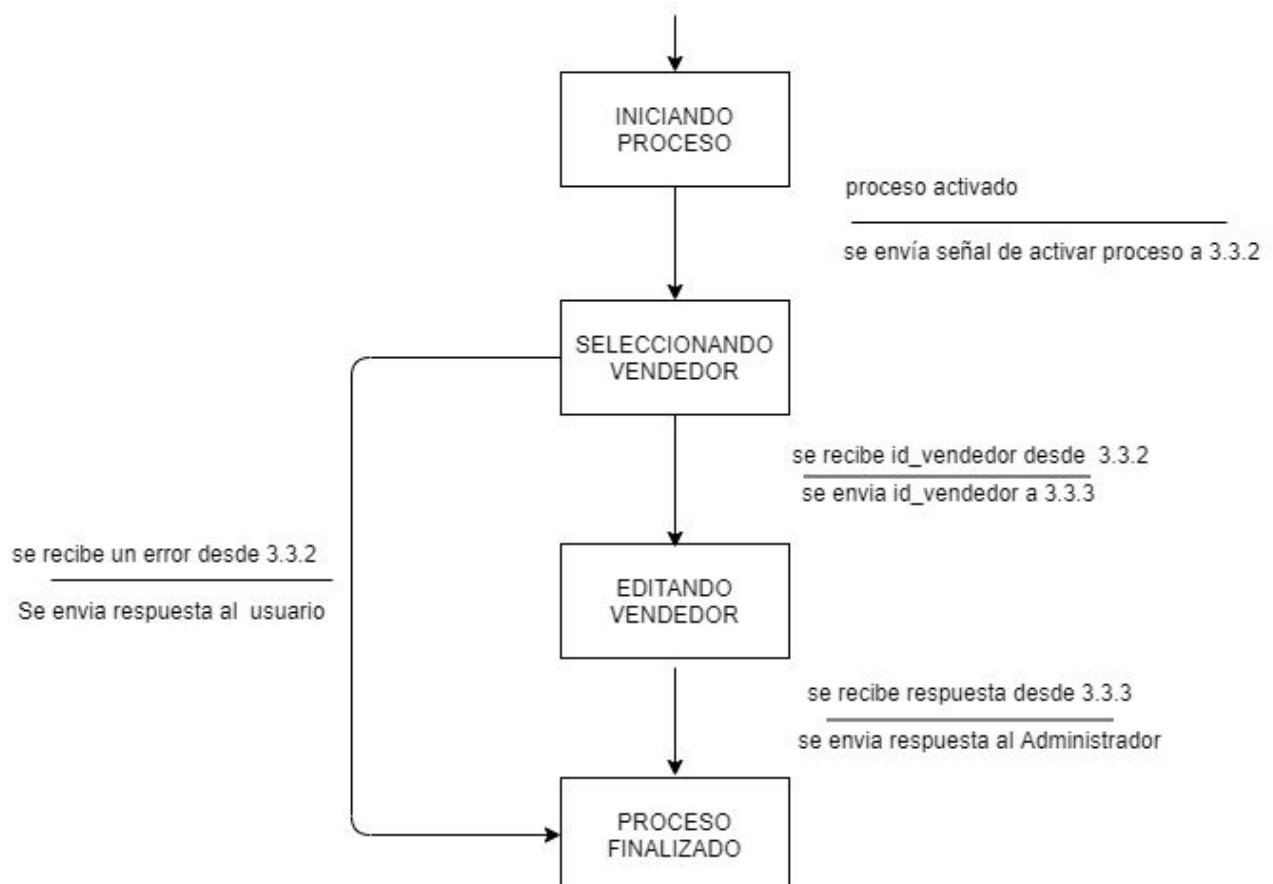 INICIANDO
PROCESO
proceso activado
se envía señal de activar proceso a 3.3.2
SELECCIONANDO
VENDEDOR
se recibe id_vendedor desde 3.3.2
se envia id_vendedor a 3.3.3
se recibe un error desde 3.3.2
Se envia respuesta al usuario
EDITANDO
VENDEDOR
se recibe respuesta desde 3.3.3
se envia respuesta al Administrador
PROCESO
FINALIZADO